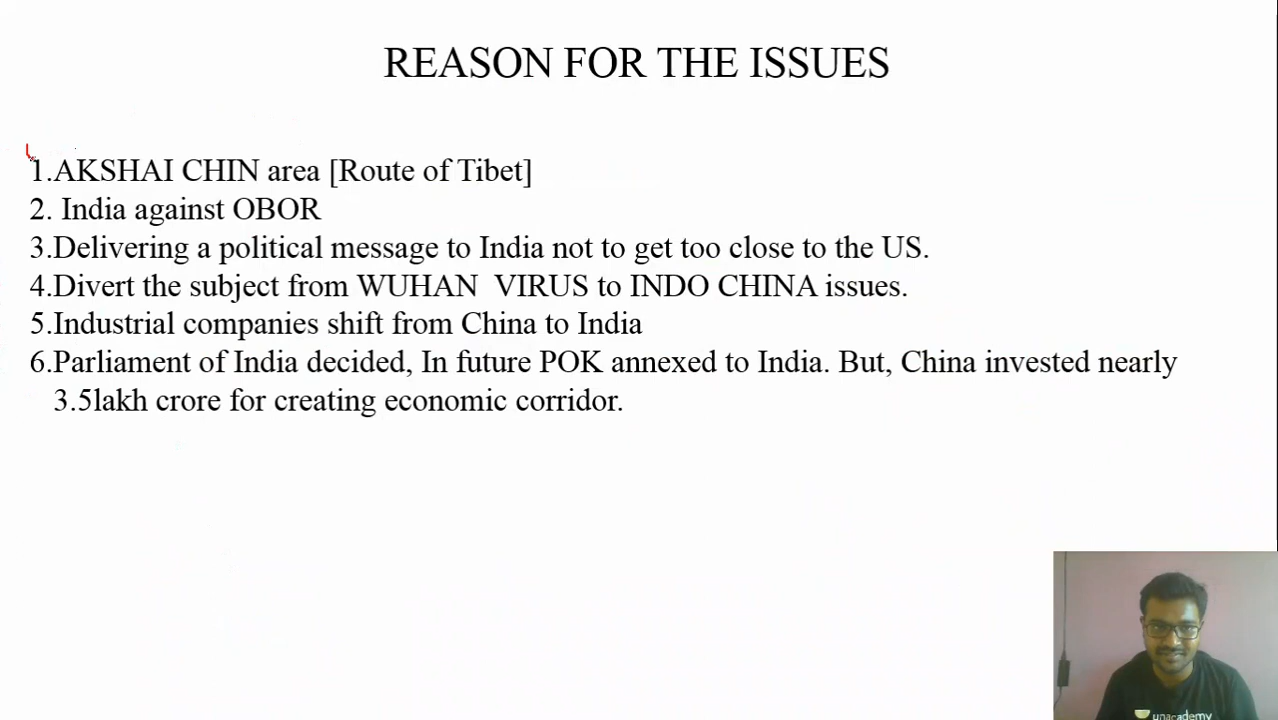 REASON FOR THE ISSUES
1.AKSHAI CHIN area [Route of Tibet]
2. India against OBOR
3.Delivering a political message to India not to get too close to the US.
4.Divert the subject from WUHAN  VIRUS to INDO CHINA issues.
5.Industrial companies shift from China to India
6.Parliament of India decided, In future POK annexed to India. But, China invested nearly
3.5lakh crore for creating economic corridor.
unacademy